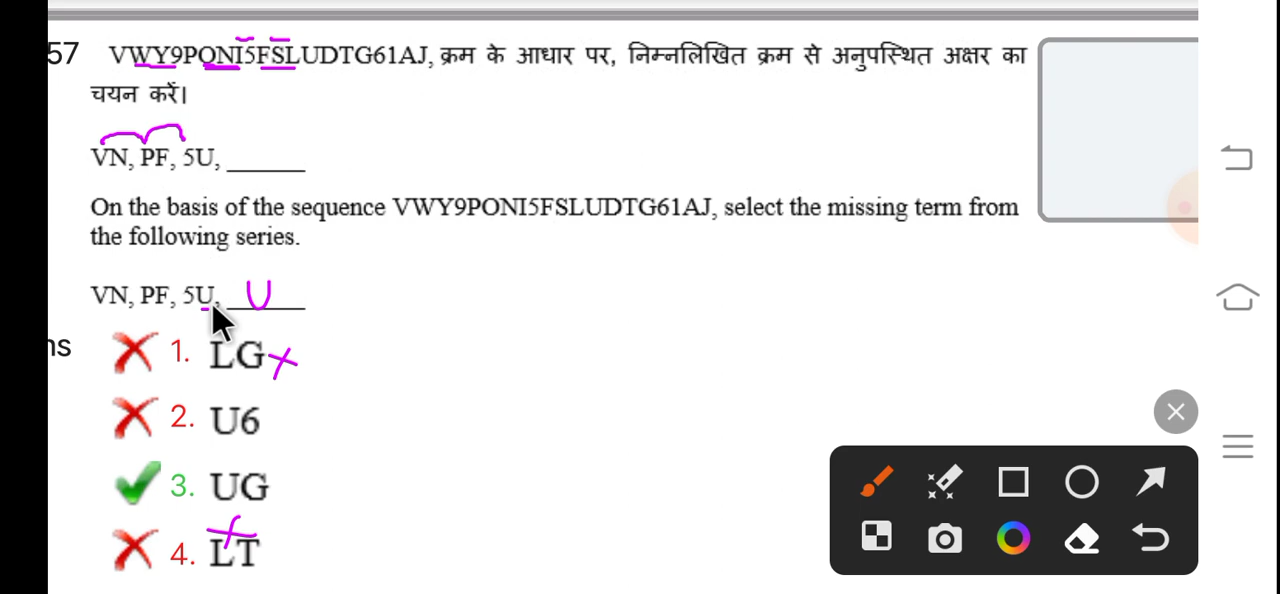 57 VWY9PONI5FSLUDTG61AJ, क्रम के आधार पर, निम्नलिखित क्रम से अनुपस्थित अक्षर का
चयन करें।
VN, PF, 5U, ______
On the basis of the sequence VWY9PONI5FSLUDTG61AJ, select the missing term from
the following series.
VN, PF, 5U, __U____
ns
1. LG
2. U6
3. UG
4. LT